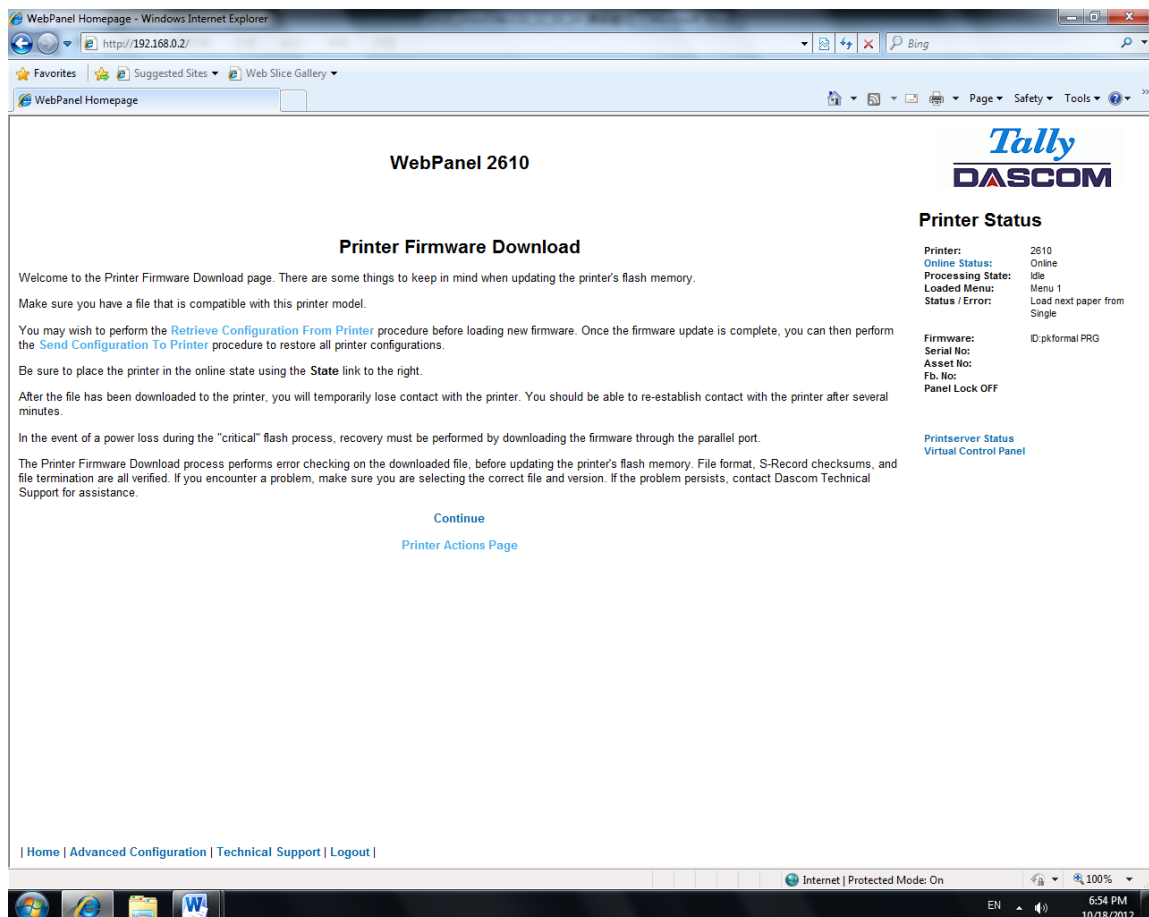 WebPanel Homepage - Windows Internet Explorer
http://192.168.0.2/
Bing
Favorites
Suggested Sites
Web Slice Gallery
WebPanel Homepage
Page
Safety
Tools
Tally
DASCOM
WebPanel 2610
Printer Status
Printer Firmware Download
Welcome to the Printer Firmware Download page. There are some things to keep in mind when updating the printer's flash memory.
Make sure you have a file that is compatible with this printer model.
You may wish to perform the Retrieve Configuration From Printer procedure before loading new firmware. Once the firmware update is complete, you can then perform
the Send Configuration To Printer procedure to restore all printer configurations.
Be sure to place the printer in the online state using the State link to the right.
After the file has been downloaded to the printer, you will temporarily lose contact with the printer. You should be able to re-establish contact with the printer after several
minutes.
In the event of a power loss during the "critical" flash process, recovery must be performed by downloading the firmware through the parallel port.
The Printer Firmware Download process performs error checking on the downloaded file, before updating the printer's flash memory. File format, S-Record checksums, and
file termination are all verified. If you encounter a problem, make sure you are selecting the correct file and version. If the problem persists, contact Dascom Technical
Support for assistance.
Continue
Printer Actions Page
Printer: 2610
Online Status: Online
Processing State: Idle
Loaded Menu: Menu 1
Status / Error: Load next paper from
Single
Firmware: ID:pkformal PRG
Serial No:
Asset No:
Fb. No:
Panel Lock OFF
Printserver Status
Virtual Control Panel
| Home | Advanced Configuration | Technical Support | Logout |
Internet | Protected Mode: On
100%
EN
6:54 PM
10/18/2012